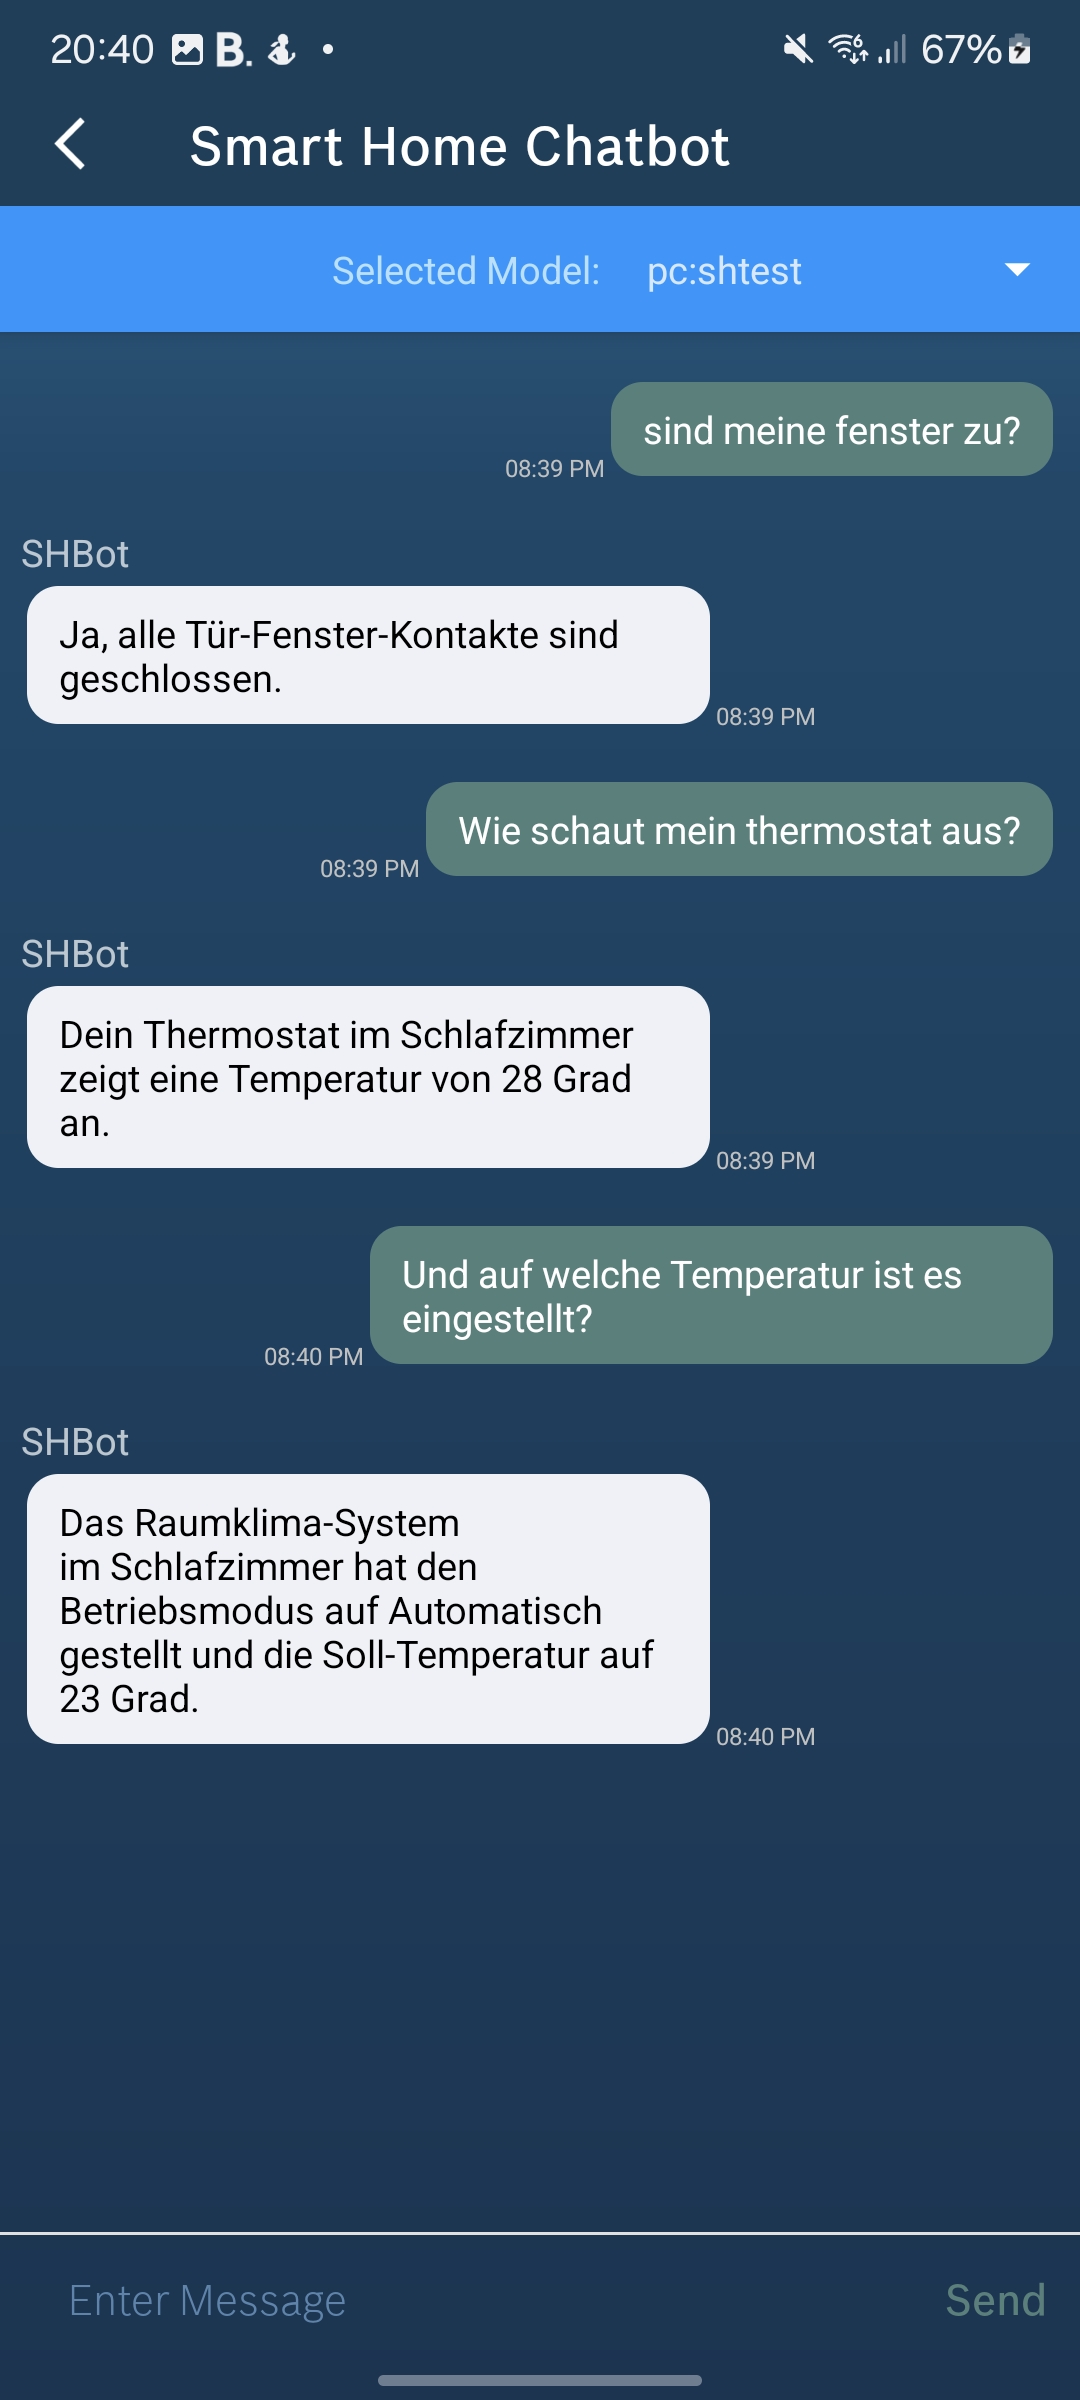 20:40 B. 67%
Smart Home Chatbot
Selected Model: pc:shtest
sind meine fenster zu?
08:39 PM
SHBot
Ja, alle Tür-Fenster-Kontakte sind
geschlossen.
08:39 PM
Wie schaut mein thermostat aus?
08:39 PM
SHBot
Dein Thermostat im Schlafzimmer
zeigt eine Temperatur von 28 Grad
an.
08:39 PM
Und auf welche Temperatur ist es
eingestellt?
08:40 PM
SHBot
Das Raumklima-System
im Schlafzimmer hat den
Betriebsmodus auf Automatisch
gestellt und die Soll-Temperatur auf
23 Grad.
08:40 PM
Enter Message Send